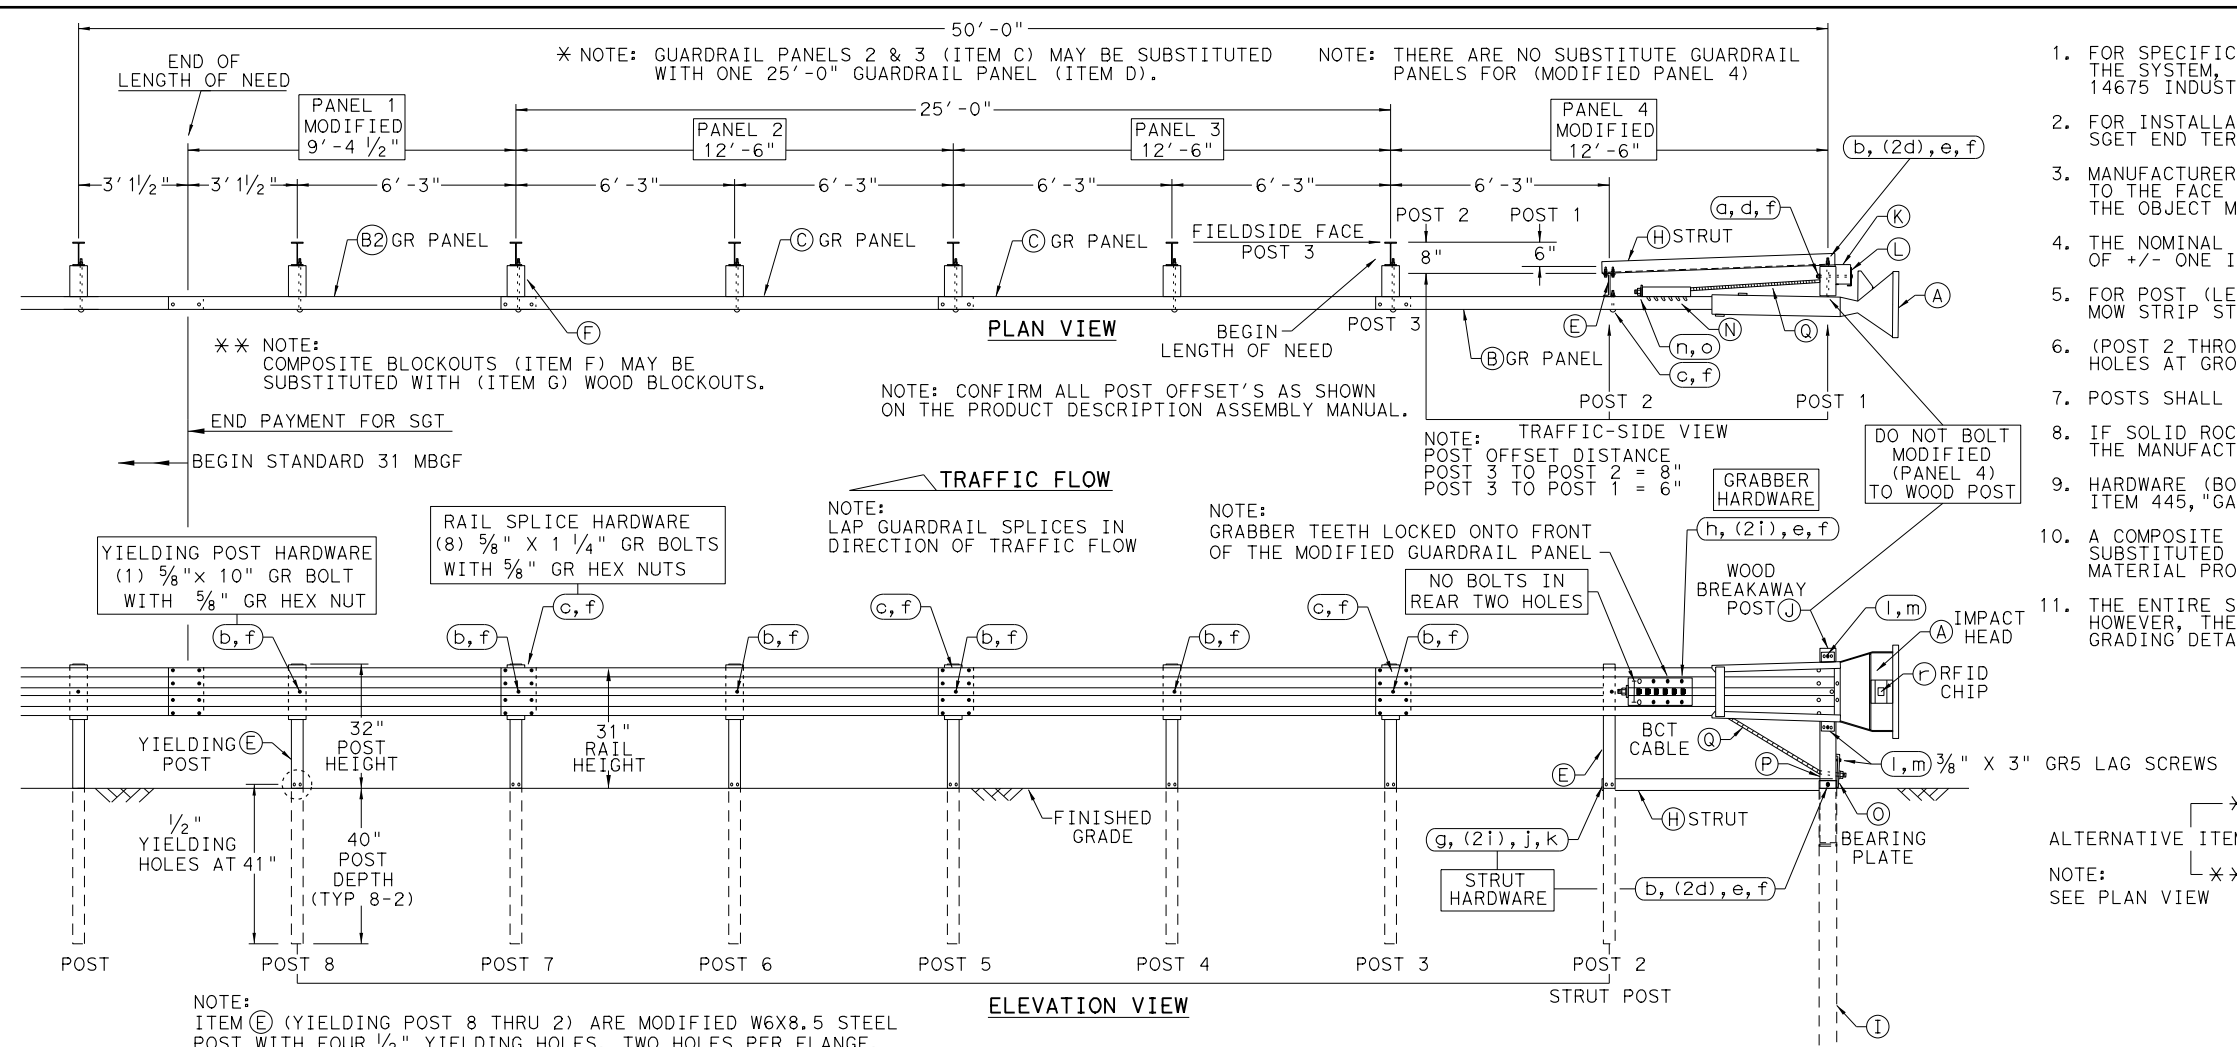 50'-0"
* NOTE: GUARDRAIL PANELS 2 & 3 (ITEM C) MAY BE SUBSTITUTED
WITH ONE 25'-0" GUARDRAIL PANEL (ITEM D).
NOTE: THERE ARE NO SUBSTITUTE GUARDRAIL
PANELS FOR (MODIFIED PANEL 4)
END OF
LENGTH OF NEED
PANEL 1
MODIFIED
9'-4 1/2"
25'-0"
PANEL 2
12'-6"
PANEL 3
12'-6"
PANEL 4
MODIFIED
12'-6"
b, (2d), e, f
3' 1 1/2"
3' 1 1/2"
6'-3"
6'-3"
6'-3"
6'-3"
6'-3"
6'-3"
POST 2
POST 1
a, d, f
K
B2 GR PANEL
C GR PANEL
C GR PANEL
FIELDSIDE FACE
POST 3
8"
6"
H STRUT
L
A
F
PLAN VIEW
BEGIN
LENGTH OF NEED
POST 3
E
N
Q
n, o
c, f
B GR PANEL
** NOTE:
COMPOSITE BLOCKOUTS (ITEM F) MAY BE
SUBSTITUTED WITH (ITEM G) WOOD BLOCKOUTS.
NOTE: CONFIRM ALL POST OFFSET'S AS SHOWN
ON THE PRODUCT DESCRIPTION ASSEMBLY MANUAL.
POST 2
POST 1
TRAFFIC-SIDE VIEW
NOTE:
POST OFFSET DISTANCE
POST 3 TO POST 2 = 8"
POST 3 TO POST 1 = 6"
END PAYMENT FOR SGT
BEGIN STANDARD 31 MBGF
TRAFFIC FLOW
NOTE:
LAP GUARDRAIL SPLICES IN
DIRECTION OF TRAFFIC FLOW
DO NOT BOLT
MODIFIED
(PANEL 4)
TO WOOD POST
GRABBER
HARDWARE
h, (2i), e, f
NOTE:
GRABBER TEETH LOCKED ONTO FRONT
OF THE MODIFIED GUARDRAIL PANEL
NO BOLTS IN
REAR TWO HOLES
YIELDING POST HARDWARE
(1) 5/8"x 10" GR BOLT
WITH 5/8" GR HEX NUT
RAIL SPLICE HARDWARE
(8) 5/8" X 1 1/4" GR BOLTS
WITH 5/8" GR HEX NUTS
b, f
c, f
b, f
b, f
c, f
b, f
b, f
c, f
b, f
WOOD
BREAKAWAY
POST J
l, m
A IMPACT
HEAD
r RFID
CHIP
YIELDING E
POST
32"
POST
HEIGHT
31"
RAIL
HEIGHT
BCT
CABLE
Q
P
E
l, m 3/8" X 3" GR5 LAG SCREWS
1/2"
YIELDING
HOLES AT 41"
40"
POST
DEPTH
(TYP 8-2)
FINISHED
GRADE
H STRUT
O
BEARING
PLATE
g, (2i), j, k
STRUT
HARDWARE
b, (2d), e, f
POST
POST 8
POST 7
POST 6
POST 5
POST 4
POST 3
POST 2
STRUT POST
I
ELEVATION VIEW
NOTE:
ITEM E (YIELDING POST 8 THRU 2) ARE MODIFIED W6X8.5 STEEL
POST WITH FOUR 1/2" YIELDING HOLES, TWO HOLES PER FLANGE
1. FOR SPECIFIC
THE SYSTEM,
14675 INDUST
2. FOR INSTALLA
SGET END TER
3. MANUFACTURER
TO THE FACE
THE OBJECT M
4. THE NOMINAL
OF +/- ONE I
5. FOR POST (LE
MOW STRIP ST
6. (POST 2 THRO
HOLES AT GRO
7. POSTS SHALL
8. IF SOLID ROC
THE MANUFACT
9. HARDWARE (BO
ITEM 445, "GA
10. A COMPOSITE
SUBSTITUTED
MATERIAL PRO
11. THE ENTIRE S
HOWEVER, THE
GRADING DETA
ALTERNATIVE ITEM
NOTE:
**
SEE PLAN VIEW